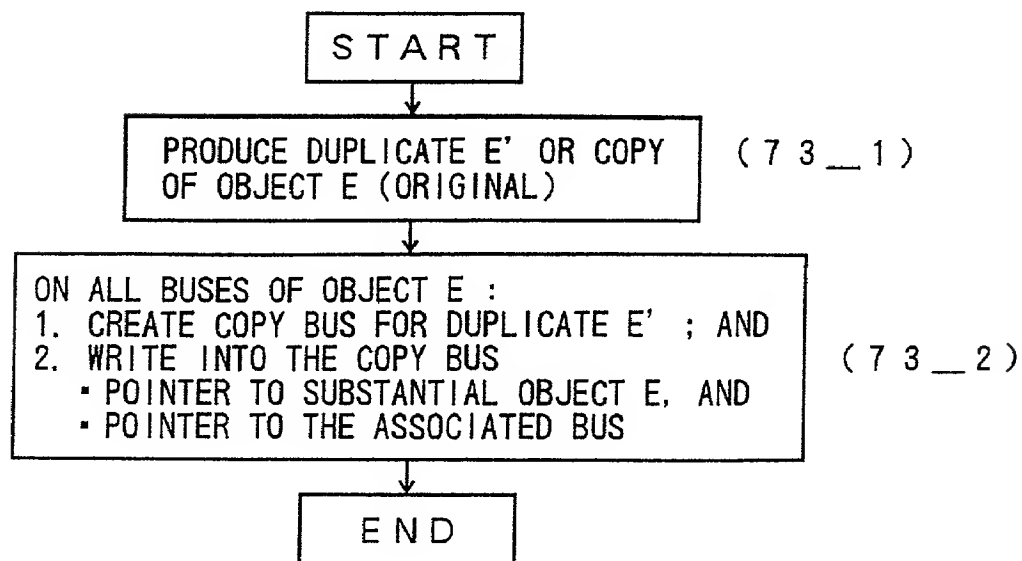 START
PRODUCE DUPLICATE E' OR COPY
OF OBJECT E (ORIGINAL)
(73_1)
ON ALL BUSES OF OBJECT E :
1. CREATE COPY BUS FOR DUPLICATE E' ; AND
2. WRITE INTO THE COPY BUS
▪ POINTER TO SUBSTANTIAL OBJECT E, AND
▪ POINTER TO THE ASSOCIATED BUS
(73_2)
END